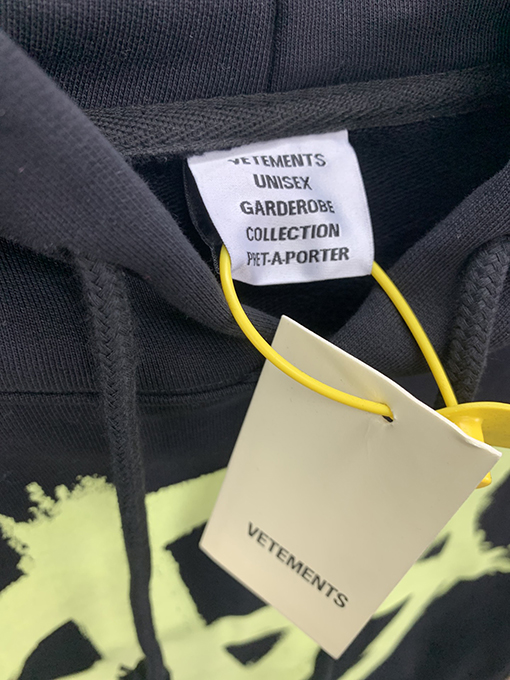 VETEMENTS
UNISEX
GARDEROBE
COLLECTION
PRET-A-PORTER
VETEMENTS